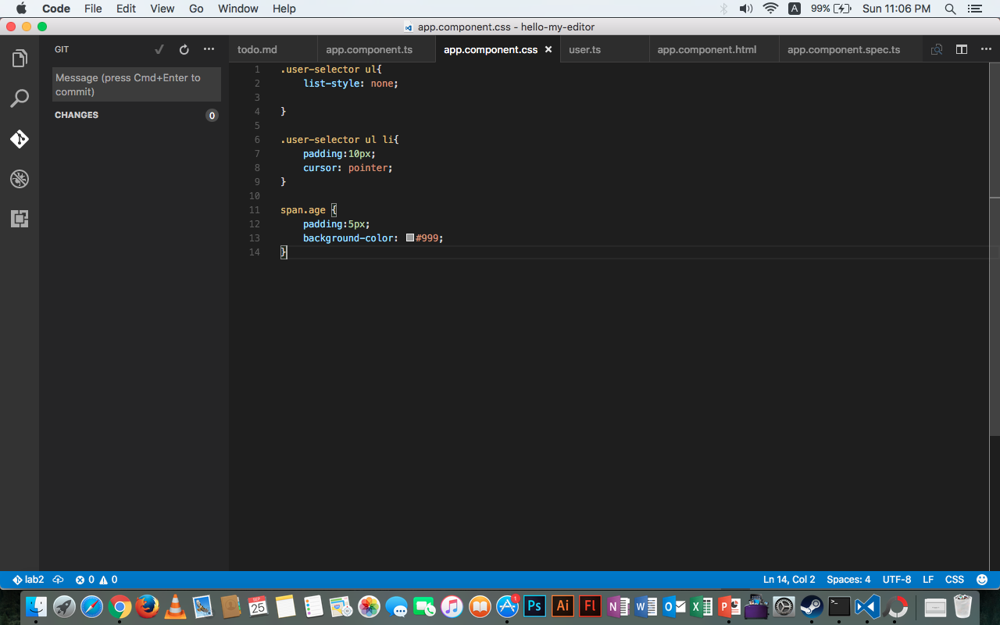 Code File Edit View Go Window Help A 99% Sun 11:06 PM
app.component.css - hello-my-editor
GIT
Message (press Cmd+Enter to
commit)
CHANGES 0
todo.md app.component.ts app.component.css user.ts app.component.html app.component.spec.ts
1 .user-selector ul{
2 list-style: none;
3
4 }
5
6 .user-selector ul li{
7 padding:10px;
8 cursor: pointer;
9 }
10
11 span.age {
12 padding:5px;
13 background-color: #999;
14 }
lab2 0 0 Ln 14, Col 2 Spaces: 4 UTF-8 LF CSS
SEP
25
1
Ps Ai Fl N W O X P